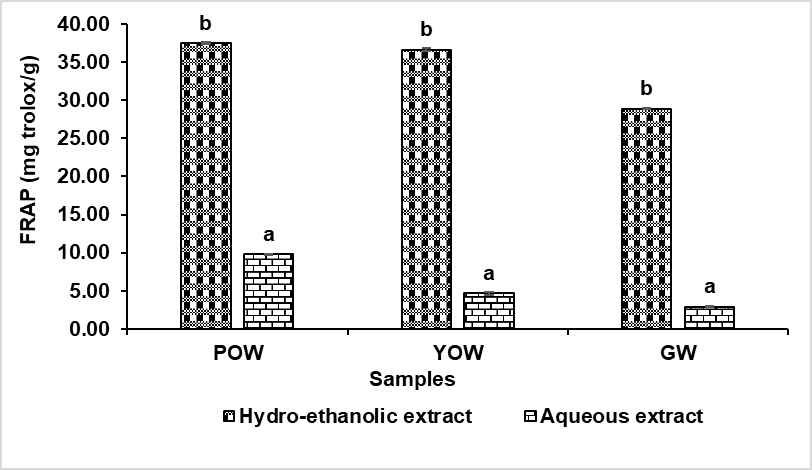 FRAP (mg trolox/g)
40.00
35.00
30.00
25.00
20.00
15.00
10.00
5.00
0.00
b
a
b
a
b
a
POW YOW GW
Samples
Hydro-ethanolic extract Aqueous extract